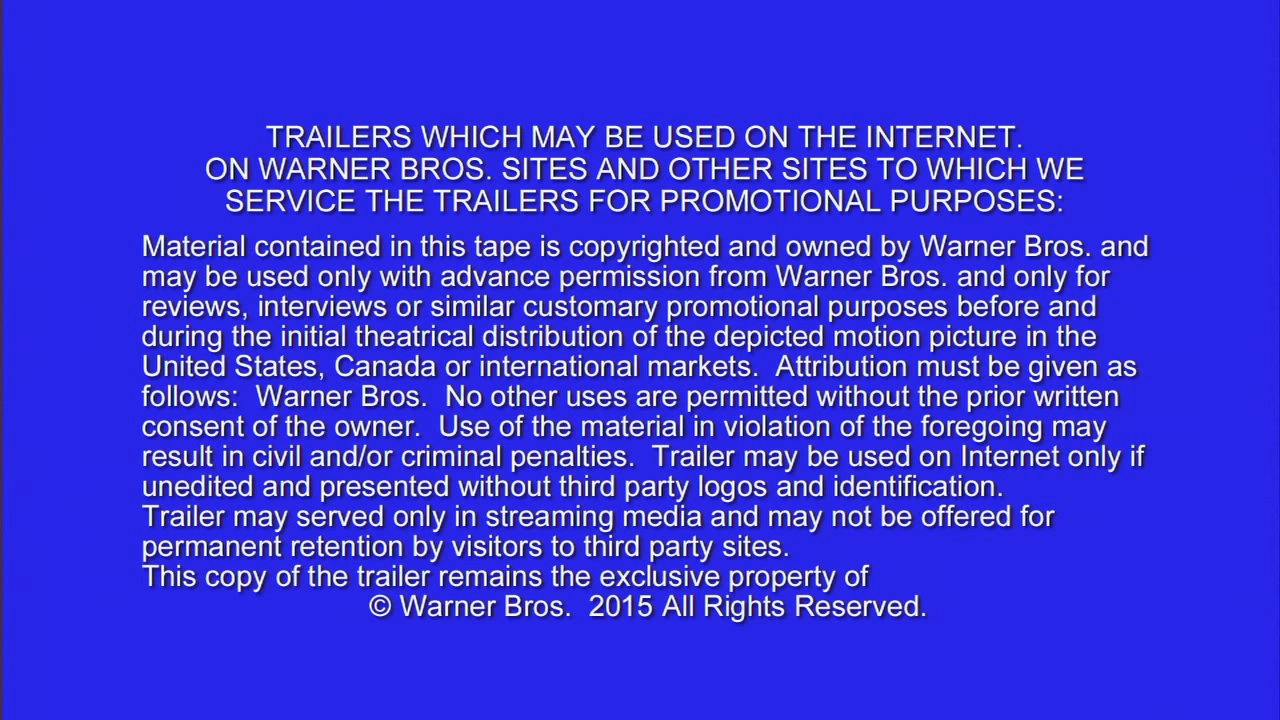 TRAILERS WHICH MAY BE USED ON THE INTERNET.
ON WARNER BROS. SITES AND OTHER SITES TO WHICH WE
SERVICE THE TRAILERS FOR PROMOTIONAL PURPOSES:
Material contained in this tape is copyrighted and owned by Warner Bros. and
may be used only with advance permission from Warner Bros. and only for
reviews, interviews or similar customary promotional purposes before and
during the initial theatrical distribution of the depicted motion picture in the
United States, Canada or international markets.  Attribution must be given as
follows:  Warner Bros.  No other uses are permitted without the prior written
consent of the owner.  Use of the material in violation of the foregoing may
result in civil and/or criminal penalties.  Trailer may be used on Internet only if
unedited and presented without third party logos and identification.
Trailer may served only in streaming media and may not be offered for
permanent retention by visitors to third party sites.
This copy of the trailer remains the exclusive property of
© Warner Bros.  2015 All Rights Reserved.